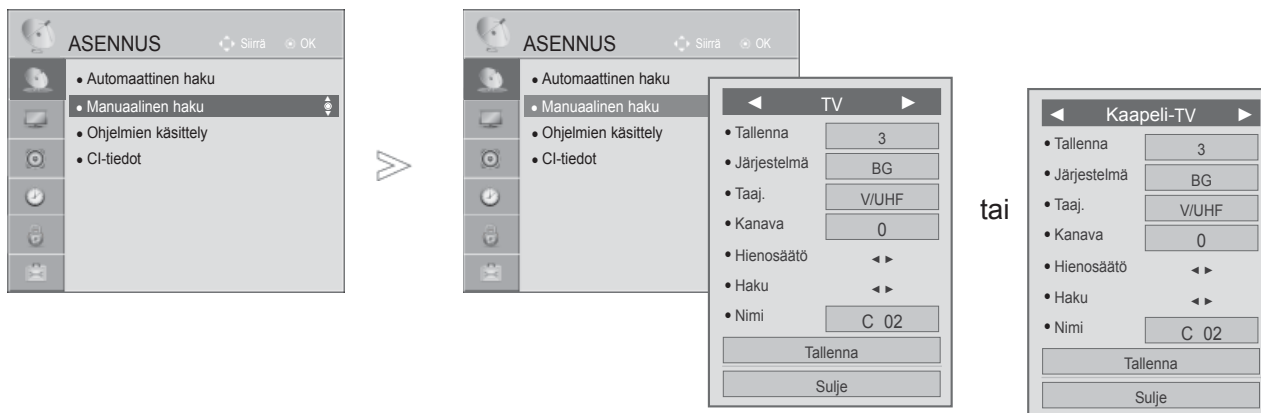 ASENNUS Siirrä OK
• Automaattinen haku
• Manuaalinen haku
• Ohjelmien käsittely
• CI-tiedot
ASENNUS Siirrä OK
• Automaattinen haku
• Manuaalinen haku
• Ohjelmien käsittely
• CI-tiedot
◄ TV ►
• Tallenna 3
• Järjestelmä BG
• Taaj. V/UHF
• Kanava 0
• Hienosäätö ◄ ►
• Haku ◄ ►
• Nimi C 02
Tallenna
Sulje
tai
◄ Kaapeli-TV ►
• Tallenna 3
• Järjestelmä BG
• Taaj. V/UHF
• Kanava 0
• Hienosäätö ◄ ►
• Haku ◄ ►
• Nimi C 02
Tallenna
Sulje